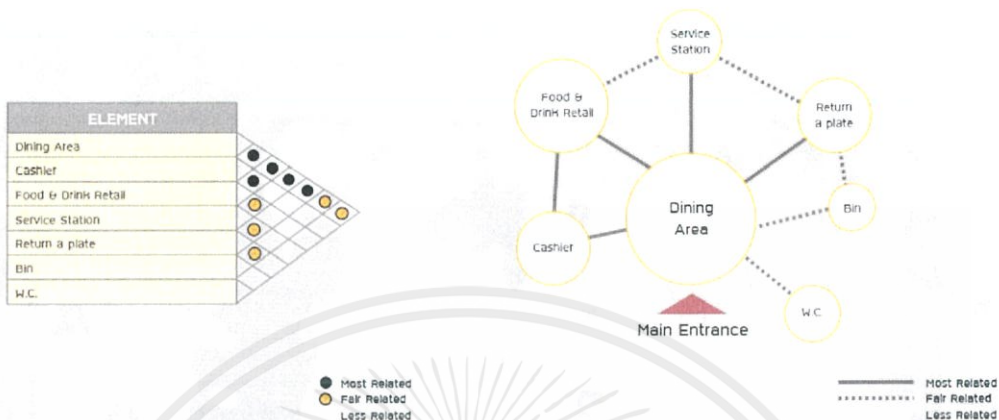 ELEMENT
Dining Area
Cashier
Food & Drink Retail
Service Station
Return a plate
Bin
W.C.
Most Related
Fair Related
Less Related
Service
Station
Food &
Drink Retail
Return
a plate
Dining
Area
Bin
Cashier
W.C
Main Entrance
Most Related
Fair Related
Less Related